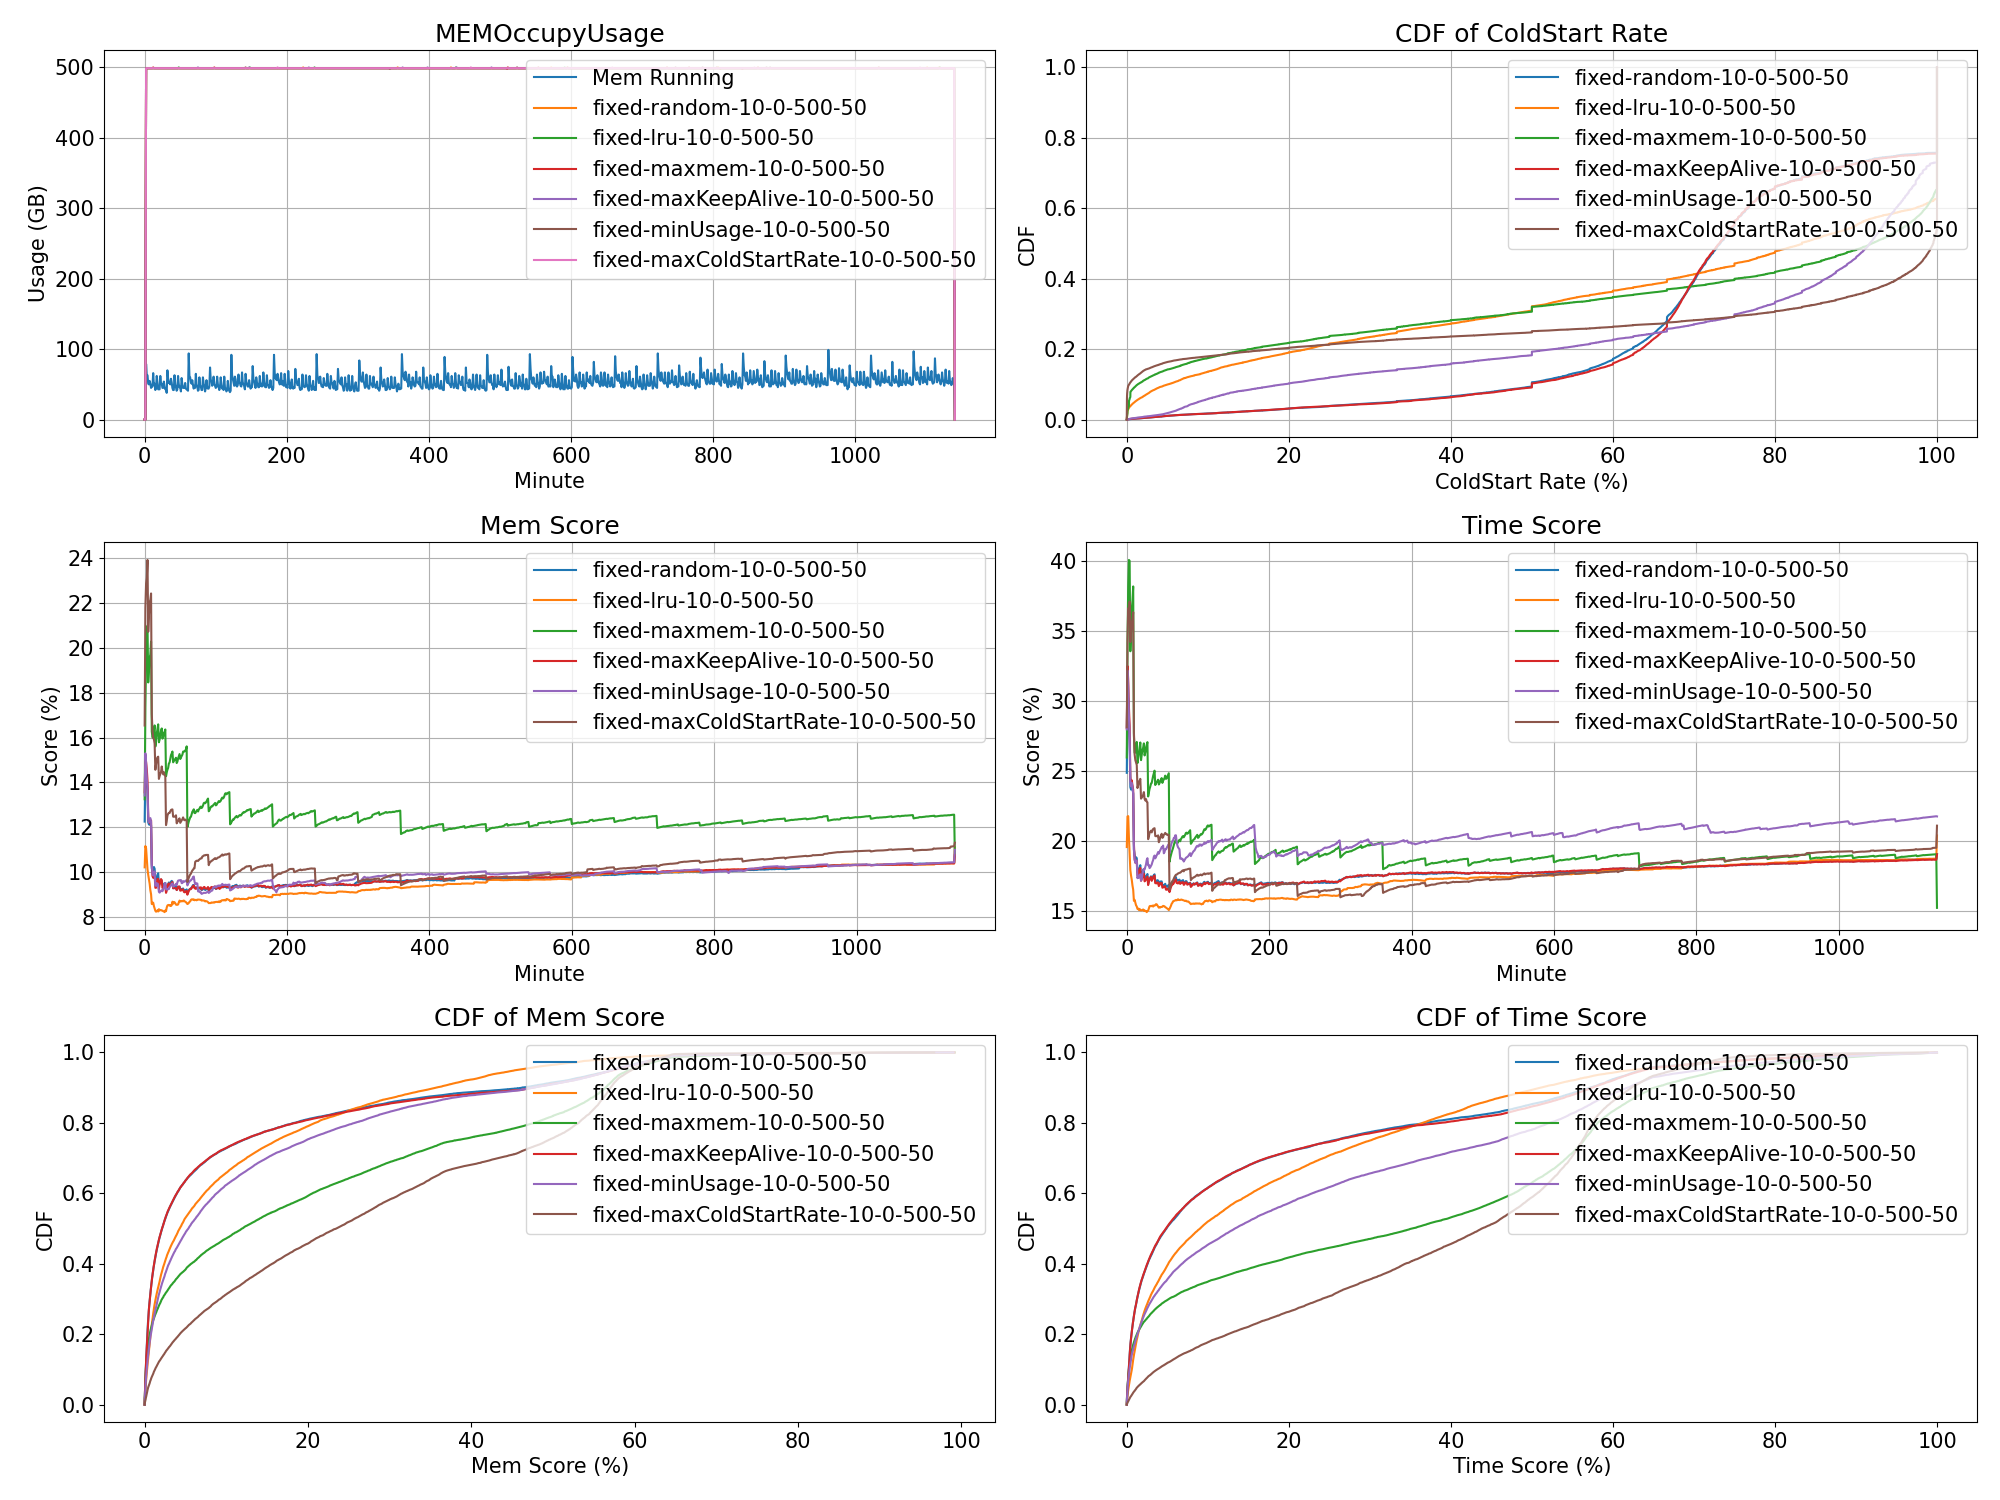 MEMOccupyUsage
500
400
300
200
100
0
Usage (GB)
0 200 400 600 800 1000
Minute
Mem Running
fixed-random-10-0-500-50
fixed-lru-10-0-500-50
fixed-maxmem-10-0-500-50
fixed-maxKeepAlive-10-0-500-50
fixed-minUsage-10-0-500-50
fixed-maxColdStartRate-10-0-500-50
CDF of ColdStart Rate
1.0
0.8
0.6
0.4
0.2
0.0
CDF
0 20 40 60 80 100
ColdStart Rate (%)
fixed-random-10-0-500-50
fixed-lru-10-0-500-50
fixed-maxmem-10-0-500-50
fixed-maxKeepAlive-10-0-500-50
fixed-minUsage-10-0-500-50
fixed-maxColdStartRate-10-0-500-50
Mem Score
24
22
20
18
16
14
12
10
8
Score (%)
0 200 400 600 800 1000
Minute
fixed-random-10-0-500-50
fixed-lru-10-0-500-50
fixed-maxmem-10-0-500-50
fixed-maxKeepAlive-10-0-500-50
fixed-minUsage-10-0-500-50
fixed-maxColdStartRate-10-0-500-50
Time Score
40
35
30
25
20
15
Score (%)
0 200 400 600 800 1000
Minute
fixed-random-10-0-500-50
fixed-lru-10-0-500-50
fixed-maxmem-10-0-500-50
fixed-maxKeepAlive-10-0-500-50
fixed-minUsage-10-0-500-50
fixed-maxColdStartRate-10-0-500-50
CDF of Mem Score
1.0
0.8
0.6
0.4
0.2
0.0
CDF
0 20 40 60 80 100
Mem Score (%)
fixed-random-10-0-500-50
fixed-lru-10-0-500-50
fixed-maxmem-10-0-500-50
fixed-maxKeepAlive-10-0-500-50
fixed-minUsage-10-0-500-50
fixed-maxColdStartRate-10-0-500-50
CDF of Time Score
1.0
0.8
0.6
0.4
0.2
0.0
CDF
0 20 40 60 80 100
Time Score (%)
fixed-random-10-0-500-50
fixed-lru-10-0-500-50
fixed-maxmem-10-0-500-50
fixed-maxKeepAlive-10-0-500-50
fixed-minUsage-10-0-500-50
fixed-maxColdStartRate-10-0-500-50